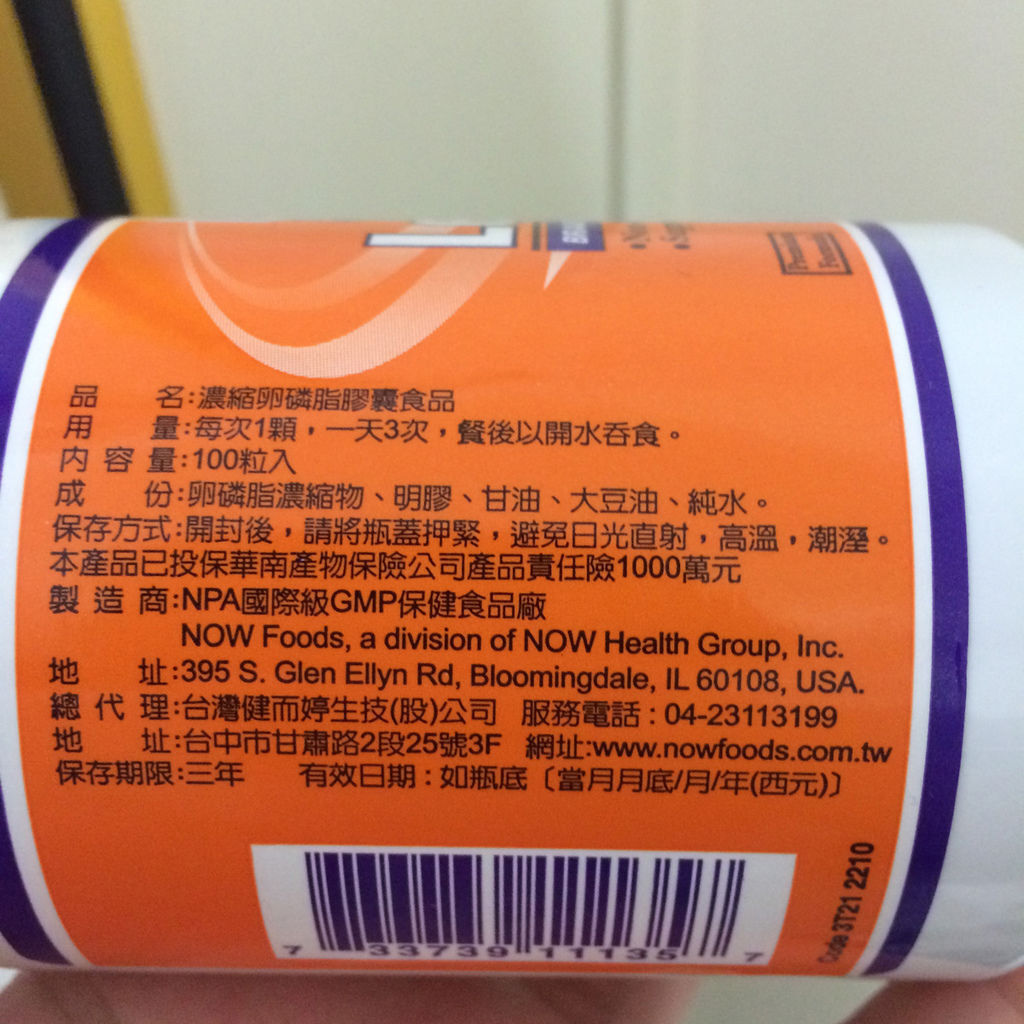 品 名:濃縮卵磷脂膠囊食品
用 量:每次1顆,一天3次,餐後以開水吞食。
內容量:100粒入
成 份:卵磷脂濃縮物、明膠、甘油、大豆油、純水。
保存方式:開封後,請將瓶蓋押緊,避免日光直射,高溫,潮溼。
本產品已投保華南產物保險公司產品責任險1000萬元
製造商:NPA國際級GMP保健食品廠
NOW Foods, a division of NOW Health Group, Inc.
地 址:395 S. Glen Ellyn Rd, Bloomingdale, IL 60108, USA.
總代理:台灣健而婷生技(股)公司 服務電話:04-23113199
地 址:台中市甘肅路2段25號3F 網址:www.nowfoods.com.tw
保存期限:三年 有效日期:如瓶底〔當月月底/月/年(西元)〕
7 33739 11135 7
Code 3T21 2210